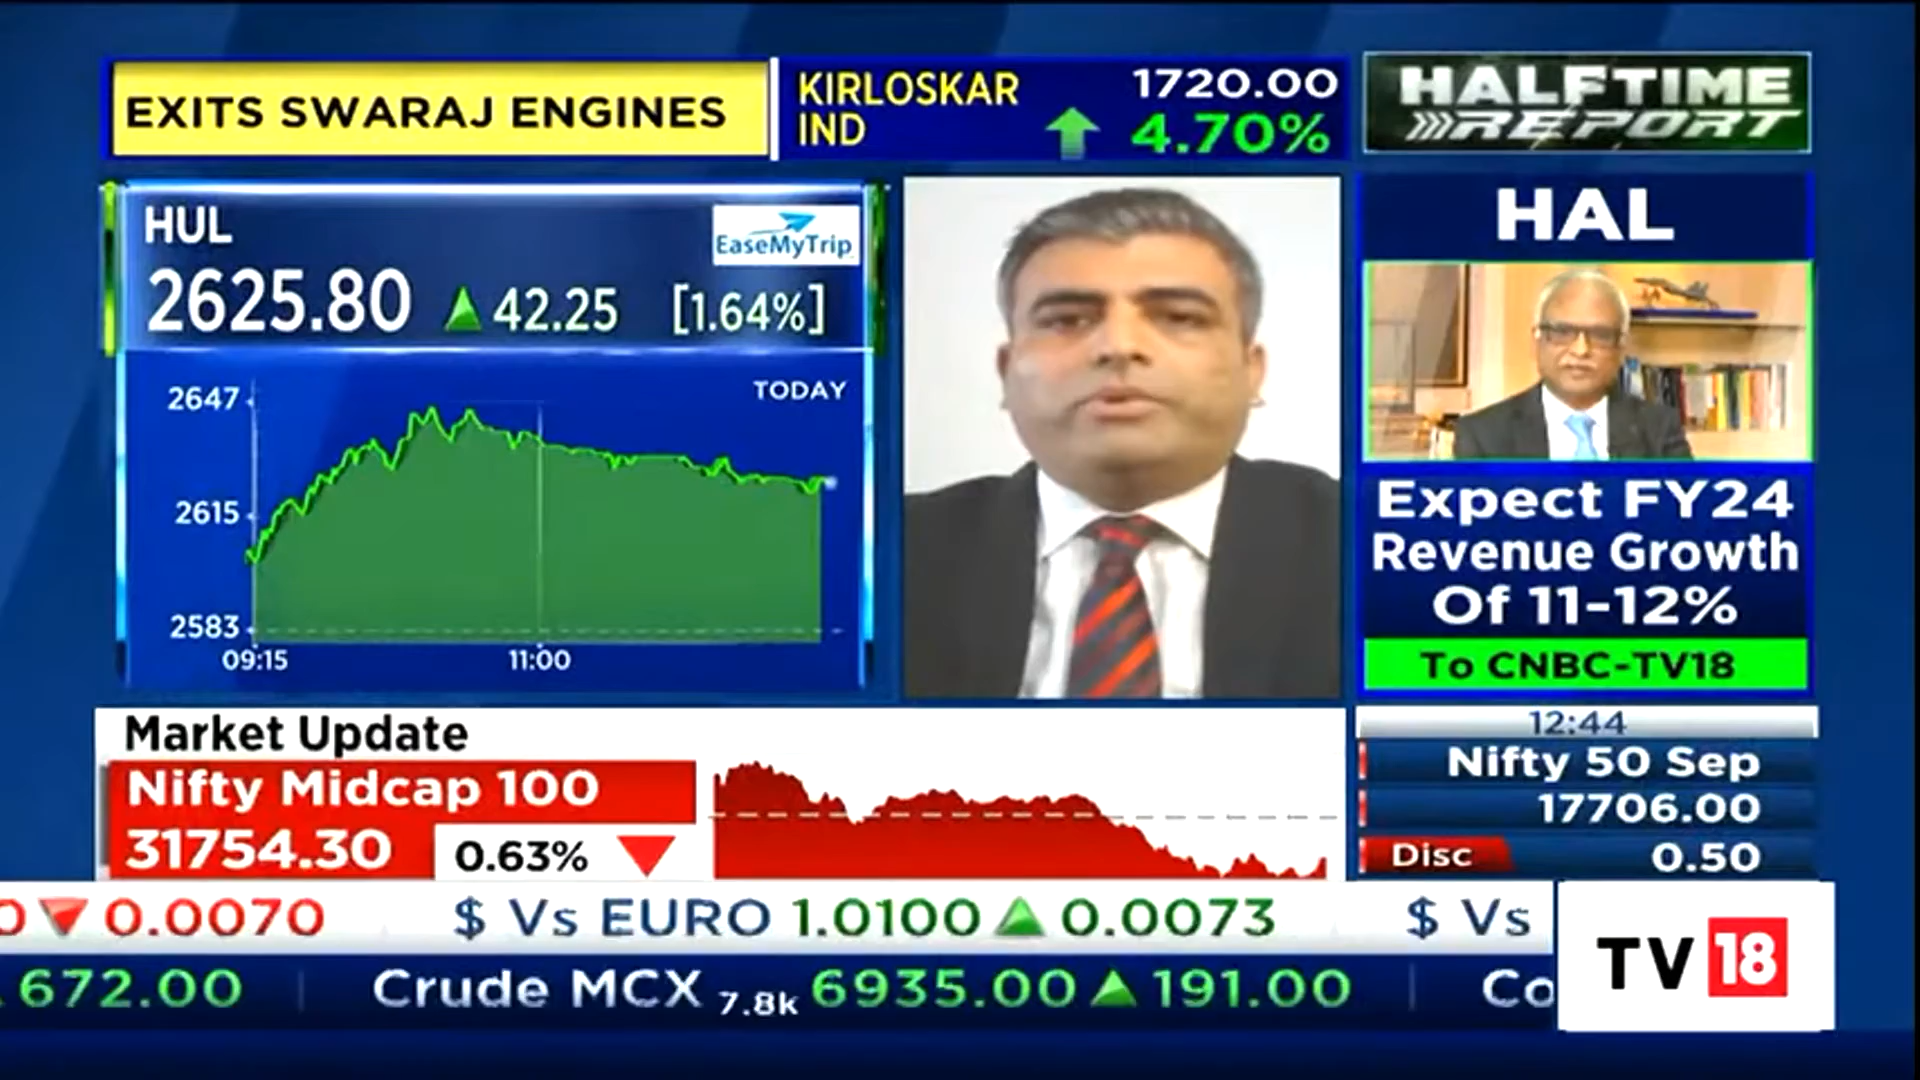 EXITS SWARAJ ENGINES
KIRLOSKAR
IND
1720.00
4.70%
HALFTIME
REPORT
HUL
EaseMyTrip
2625.80
42.25
[1.64%]
TODAY
2647
2615
2583
09:15
11:00
HAL
Expect FY24
Revenue Growth
Of 11-12%
To CNBC-TV18
Market Update
Nifty Midcap 100
31754.30
0.63%
12:44
Nifty 50 Sep
17706.00
Disc
0.50
0 0.0070 $ Vs EURO 1.0100 0.0073 $ Vs
672.00 Crude MCX 7.8k 6935.00 191.00 Co
TV18